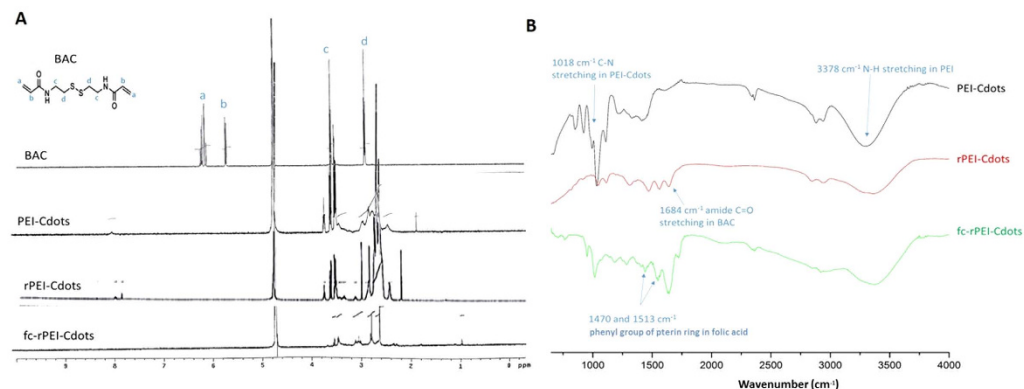 A
BAC
a
b
O
N
H
c
d
S
S
d
c
H
N
O
b
a
a
b
c
d
BAC
PEI-Cdots
rPEI-Cdots
fc-rPEI-Cdots
9 8 7 6 5 4 3 2 1 0 ppm
B
1018 cm⁻¹ C-N
stretching in PEI-Cdots
3378 cm⁻¹ N-H stretching in PEI
PEI-Cdots
rPEI-Cdots
1684 cm⁻¹ amide C=O
stretching in BAC
fc-rPEI-Cdots
1470 and 1513 cm⁻¹
phenyl group of pterin ring in folic acid
1000 1500 2000 2500 3000 3500 4000
Wavenumber (cm⁻¹)